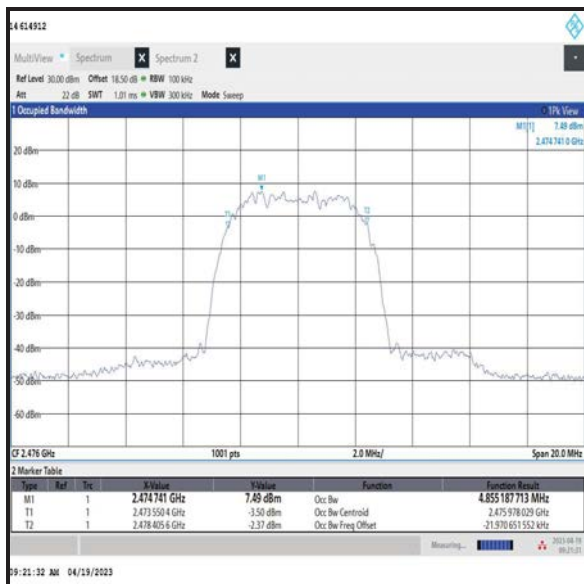 14 614912
MultiView Spectrum X Spectrum 2 X
Ref Level 30.00 dBm Offset 18.50 dB RBW 100 kHz
Att 22 dB SWT 1.01 ms VBW 300 kHz Mode Sweep
1 Occupied Bandwidth 1Pk View
M1[1] 7.49 dBm
2.474 741 0 GHz
20 dBm
M1
10 dBm
T1 T2
0 dBm
-10 dBm
-20 dBm
-30 dBm
-40 dBm
-50 dBm
-60 dBm
CF 2.476 GHz 1001 pts 2.0 MHz/ Span 20.0 MHz
2 Marker Table
Type Ref Trc X-Value Y-Value Function Function Result
M1 1 2.474 741 GHz 7.49 dBm Occ Bw 4.855 187 713 MHz
T1 1 2.473 550 4 GHz -3.50 dBm Occ Bw Centroid 2.475 978 029 GHz
T2 1 2.478 405 6 GHz -2.37 dBm Occ Bw Freq Offset -21.970 651 552 kHz
Measuring... 2023-04-19
09:21:31
09:21:32 AM 04/19/2023